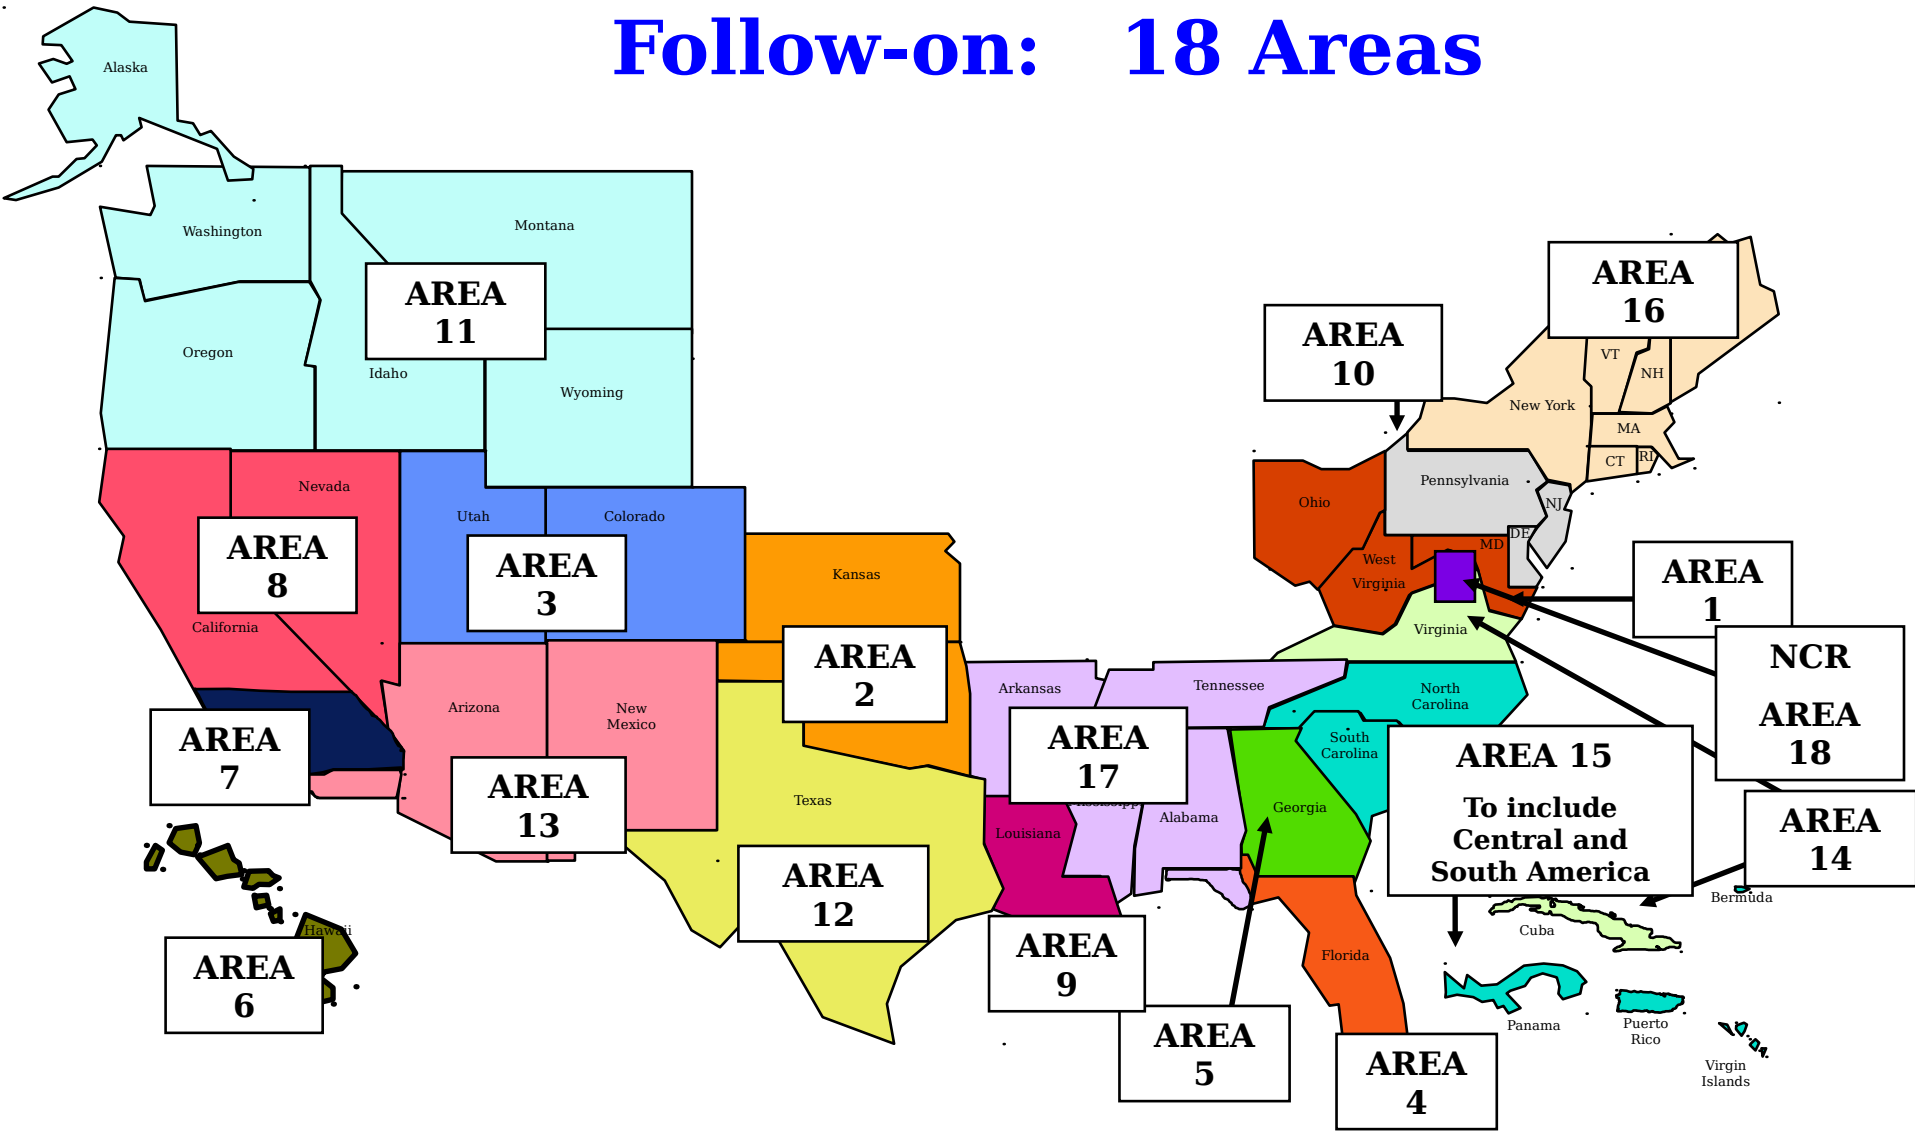 Follow-on: 18 Areas
Alaska
Washington
Montana
AREA
11
Oregon
Idaho
Wyoming
AREA
16
AREA
10
VT
NH
New York
MA
CT
RI
Pennsylvania
NJ
DE
Ohio
MD
West
Virginia
Nevada
Utah
Colorado
AREA
8
AREA
3
Kansas
AREA
1
California
Virginia
AREA
2
NCR
AREA
18
Arkansas
Tennessee
North
Carolina
Arizona
New
Mexico
AREA
7
AREA
17
South
Carolina
AREA 15
To include
Central and
South America
AREA
13
Texas
Mississippi
Alabama
Georgia
Louisiana
AREA
14
AREA
12
Bermuda
Hawaii
Cuba
AREA
6
AREA
9
Florida
Panama
Puerto
Rico
AREA
5
AREA
4
Virgin
Islands